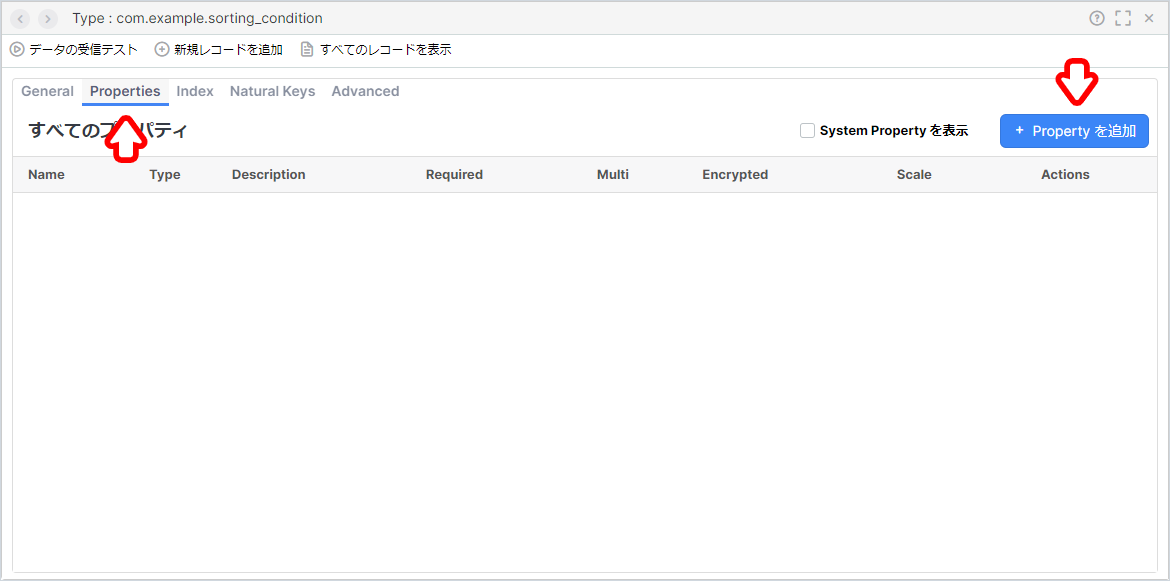 Type : com.example.sorting_condition
データの受信テスト 新規レコードを追加 すべてのレコードを表示
General Properties Index Natural Keys Advanced
すべてのプ パティ System Property を表示 + Property を追加
Name Type Description Required Multi Encrypted Scale Actions